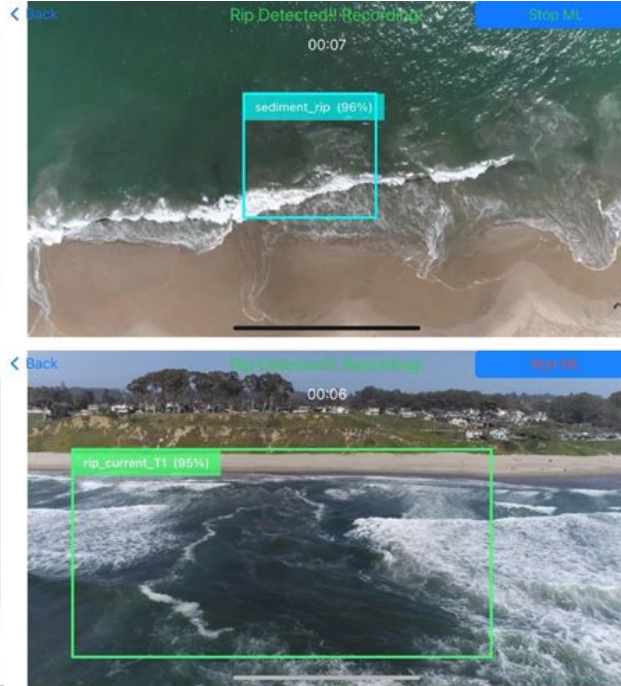 Back
Rip Detected!! Recording!
Stop ML
00:07
sediment_rip (96%)
Back
Rip Detected!! Recording!
Run ML
00:06
rip_current_T1 (95%)